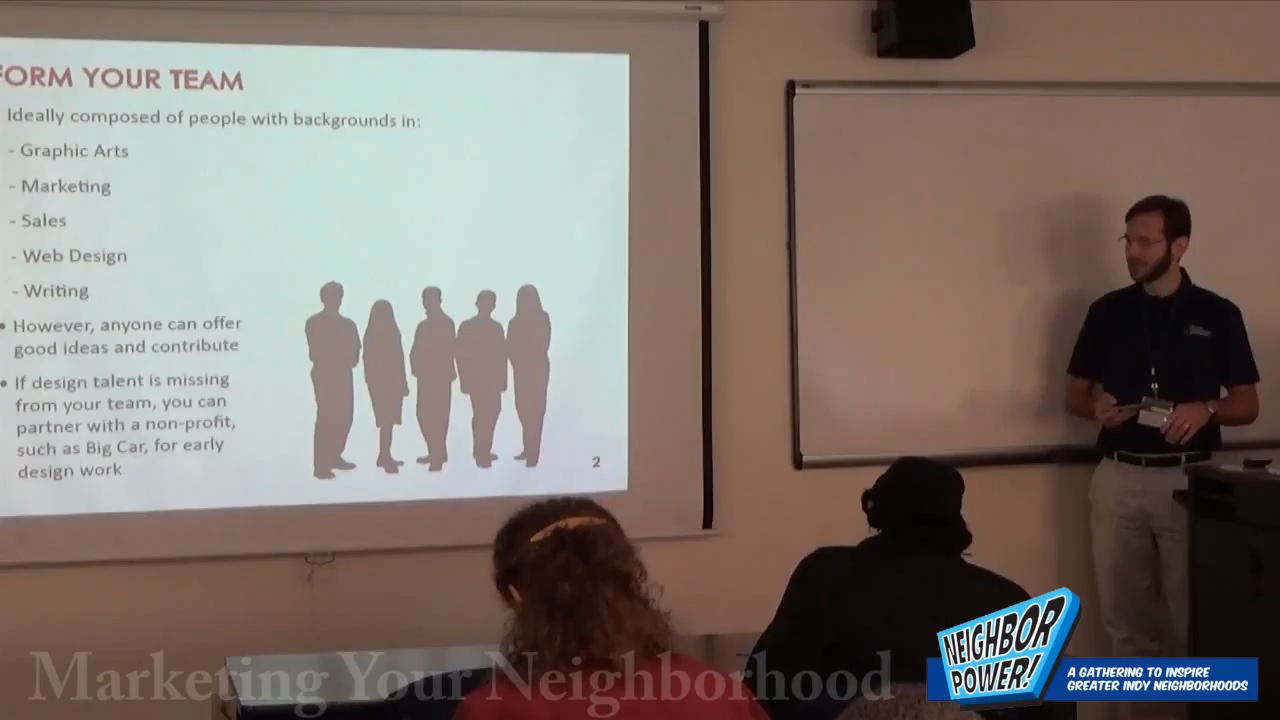 FORM YOUR TEAM
Ideally composed of people with backgrounds in:
- Graphic Arts
- Marketing
- Sales
- Web Design
- Writing
• However, anyone can offer
good ideas and contribute
• If design talent is missing
from your team, you can
partner with a non-profit,
such as Big Car, for early
design work
2
Marketing Your Neighborhood
NEIGHBOR
POWER!
A GATHERING TO INSPIRE
GREATER INDY NEIGHBORHOODS